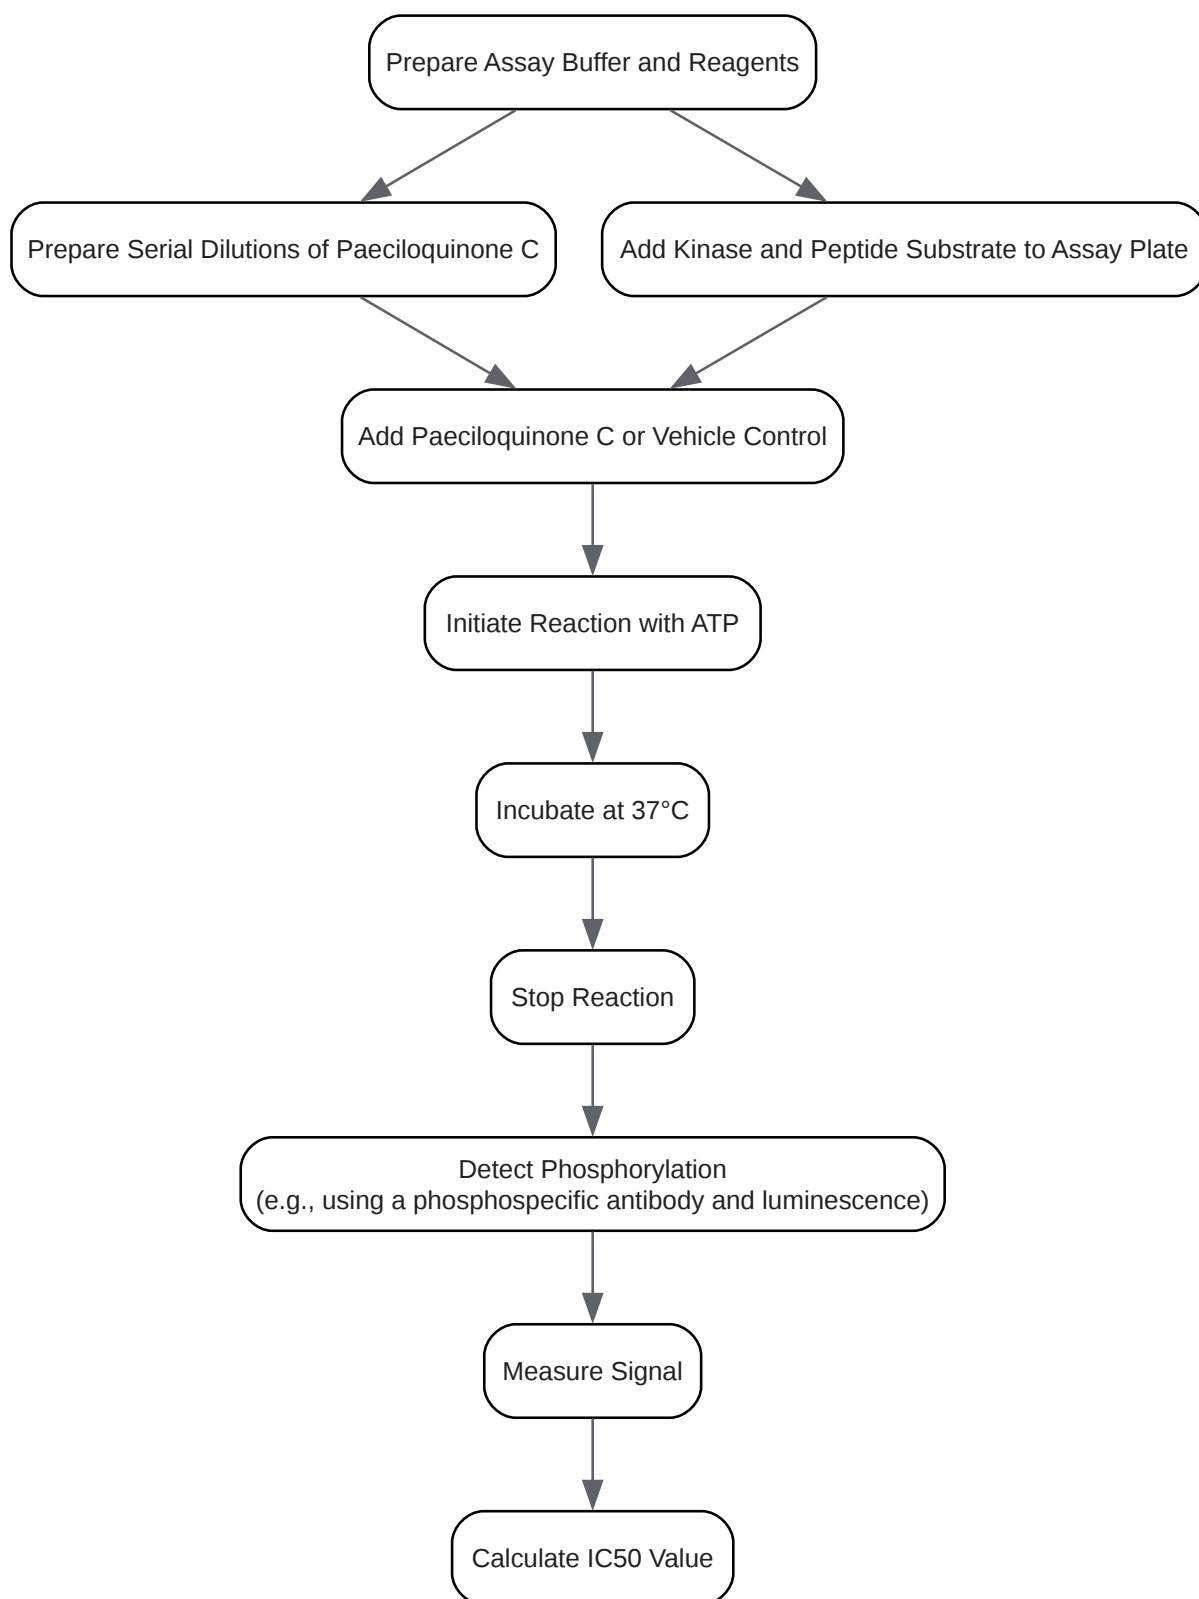 Prepare Assay Buffer and Reagents
Prepare Serial Dilutions of Paeciloquinone C
Add Kinase and Peptide Substrate to Assay Plate
Add Paeciloquinone C or Vehicle Control
Initiate Reaction with ATP
Incubate at 37°C
Stop Reaction
Detect Phosphorylation
(e.g., using a phosphospecific antibody and luminescence)
Measure Signal
Calculate IC50 Value